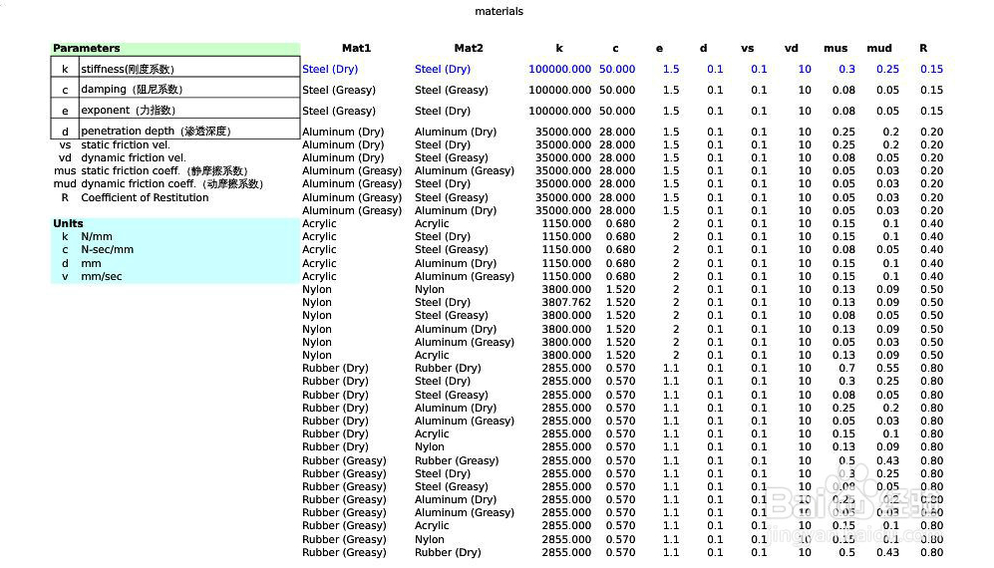 materials
Parameters Mat1 Mat2 k c e d vs vd mus mud R
k stiffness(刚度系数） Steel (Dry) Steel (Dry) 100000.000 50.000 1.5 0.1 0.1 10 0.3 0.25 0.15
c damping（阻尼系数） Steel (Greasy) Steel (Greasy) 100000.000 50.000 1.5 0.1 0.1 10 0.08 0.05 0.15
e exponent（力指数） Steel (Dry) Steel (Greasy) 100000.000 50.000 1.5 0.1 0.1 10 0.08 0.05 0.15
d penetration depth（渗透深度） Aluminum (Dry) Aluminum (Dry) 35000.000 28.000 1.5 0.1 0.1 10 0.25 0.2 0.20
vs static friction vel. Aluminum (Dry) Steel (Dry) 35000.000 28.000 1.5 0.1 0.1 10 0.25 0.2 0.20
vd dynamic friction vel. Aluminum (Dry) Steel (Greasy) 35000.000 28.000 1.5 0.1 0.1 10 0.08 0.05 0.20
mus static friction coeff.（静摩擦系数） Aluminum (Greasy) Aluminum (Greasy) 35000.000 28.000 1.5 0.1 0.1 10 0.05 0.03 0.20
mud dynamic friction coeff.（动摩擦系数） Aluminum (Greasy) Steel (Dry) 35000.000 28.000 1.5 0.1 0.1 10 0.05 0.03 0.20
R Coefficient of Restitution Aluminum (Greasy) Steel (Greasy) 35000.000 28.000 1.5 0.1 0.1 10 0.05 0.03 0.20
Aluminum (Greasy) Aluminum (Dry) 35000.000 28.000 1.5 0.1 0.1 10 0.05 0.03 0.20
Units Acrylic Acrylic 1150.000 0.680 2 0.1 0.1 10 0.15 0.1 0.40
k N/mm Acrylic Steel (Dry) 1150.000 0.680 2 0.1 0.1 10 0.15 0.1 0.40
c N-sec/mm Acrylic Steel (Greasy) 1150.000 0.680 2 0.1 0.1 10 0.08 0.05 0.40
d mm Acrylic Aluminum (Dry) 1150.000 0.680 2 0.1 0.1 10 0.15 0.1 0.40
v mm/sec Acrylic Aluminum (Greasy) 1150.000 0.680 2 0.1 0.1 10 0.15 0.1 0.40
Nylon Nylon 3800.000 1.520 2 0.1 0.1 10 0.13 0.09 0.50
Nylon Steel (Dry) 3807.762 1.520 2 0.1 0.1 10 0.13 0.09 0.50
Nylon Steel (Greasy) 3800.000 1.520 2 0.1 0.1 10 0.08 0.05 0.50
Nylon Aluminum (Dry) 3800.000 1.520 2 0.1 0.1 10 0.13 0.09 0.50
Nylon Aluminum (Greasy) 3800.000 1.520 2 0.1 0.1 10 0.05 0.03 0.50
Nylon Acrylic 3800.000 1.520 2 0.1 0.1 10 0.13 0.09 0.50
Rubber (Dry) Rubber (Dry) 2855.000 0.570 1.1 0.1 0.1 10 0.7 0.55 0.80
Rubber (Dry) Steel (Dry) 2855.000 0.570 1.1 0.1 0.1 10 0.3 0.25 0.80
Rubber (Dry) Steel (Greasy) 2855.000 0.570 1.1 0.1 0.1 10 0.08 0.05 0.80
Rubber (Dry) Aluminum (Dry) 2855.000 0.570 1.1 0.1 0.1 10 0.25 0.2 0.80
Rubber (Dry) Aluminum (Greasy) 2855.000 0.570 1.1 0.1 0.1 10 0.05 0.03 0.80
Rubber (Dry) Acrylic 2855.000 0.570 1.1 0.1 0.1 10 0.15 0.1 0.80
Rubber (Dry) Nylon 2855.000 0.570 1.1 0.1 0.1 10 0.13 0.09 0.80
Rubber (Greasy) Rubber (Greasy) 2855.000 0.570 1.1 0.1 0.1 10 0.5 0.43 0.80
Rubber (Greasy) Steel (Dry) 2855.000 0.570 1.1 0.1 0.1 10 0.3 0.25 0.80
Rubber (Greasy) Steel (Greasy) 2855.000 0.570 1.1 0.1 0.1 10 0.08 0.05 0.80
Rubber (Greasy) Aluminum (Dry) 2855.000 0.570 1.1 0.1 0.1 10 0.25 0.2 0.80
Rubber (Greasy) Aluminum (Greasy) 2855.000 0.570 1.1 0.1 0.1 10 0.05 0.03 0.80
Rubber (Greasy) Acrylic 2855.000 0.570 1.1 0.1 0.1 10 0.15 0.1 0.80
Rubber (Greasy) Nylon 2855.000 0.570 1.1 0.1 0.1 10 0.15 0.1 0.80
Rubber (Greasy) Rubber (Dry) 2855.000 0.570 1.1 0.1 0.1 10 0.5 0.43 0.80
Baidu经验
jingyan.baidu.com